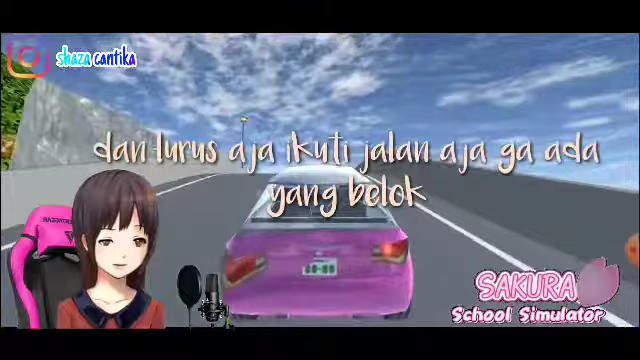 shaza cantika
dan lurus aja ikuti jalan aja ga ada
yang belok
SAKURA
School Simulator